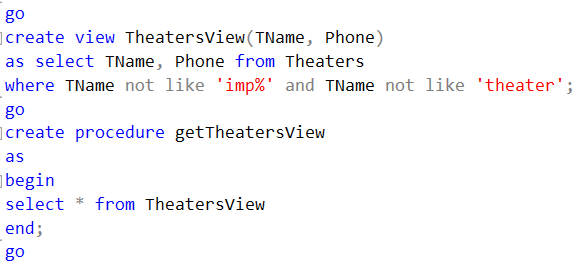 go
create view TheatersView(TName, Phone)
as select TName, Phone from Theaters
where TName not like 'imp%' and TName not like 'theater';
go
create procedure getTheatersView
as
begin
select * from TheatersView
end;
go